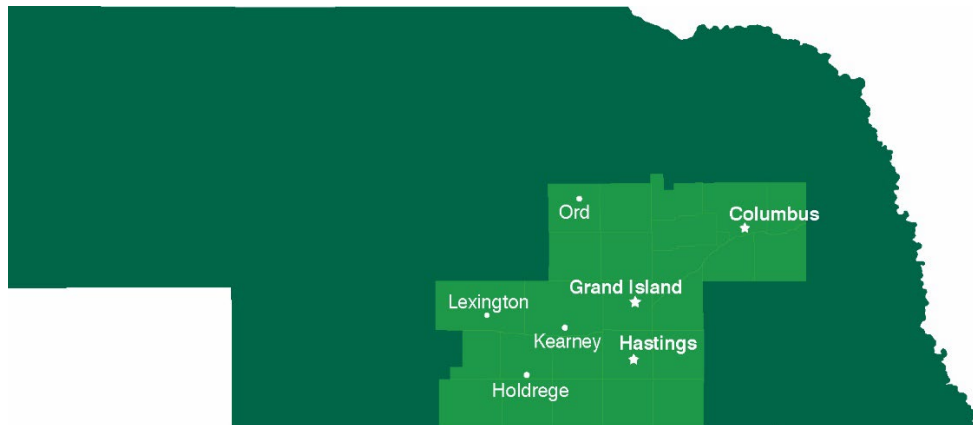 Ord
Columbus
Grand Island
Lexington
Kearney
Hastings
Holdrege